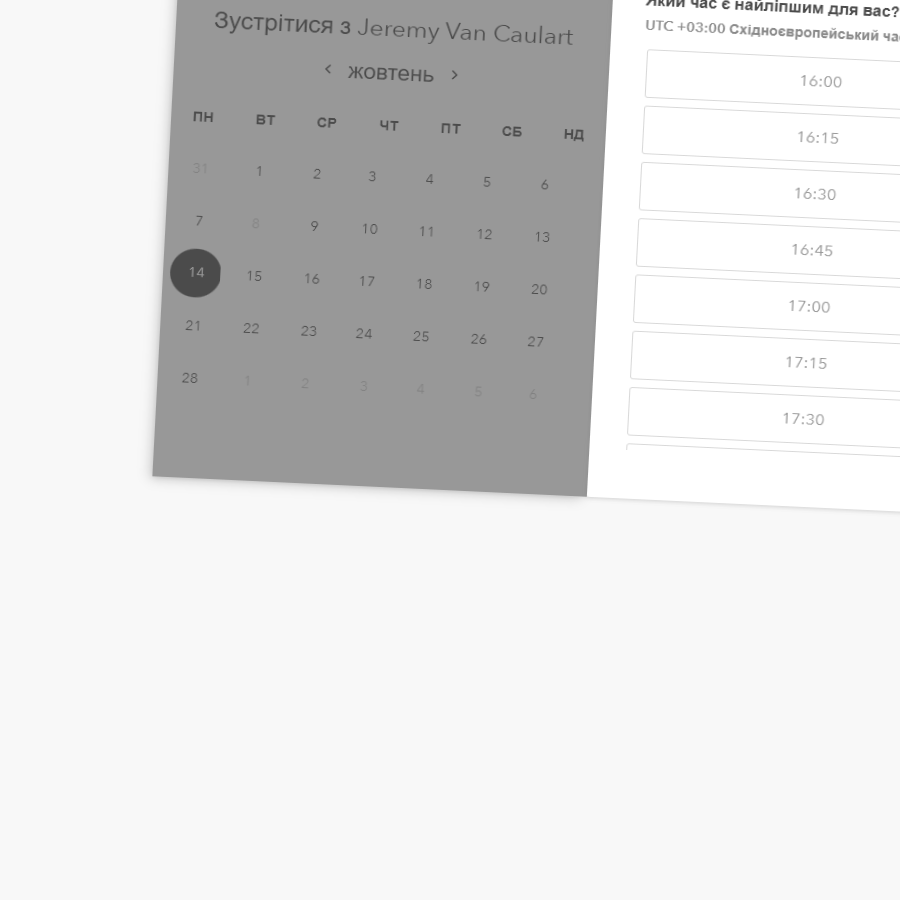 Зустрітися з Jeremy Van Caulart
жовтень
ПН ВТ СР ЧТ ПТ СБ НД
31 1 2 3 4 5 6
7 8 9 10 11 12 13
14 15 16 17 18 19 20
21 22 23 24 25 26 27
28 1 2 3 4 5 6
Який час є найліпшим для вас?
UTC +03:00 Східноєвропейський
16:00
16:15
16:30
16:45
17:00
17:15
17:30